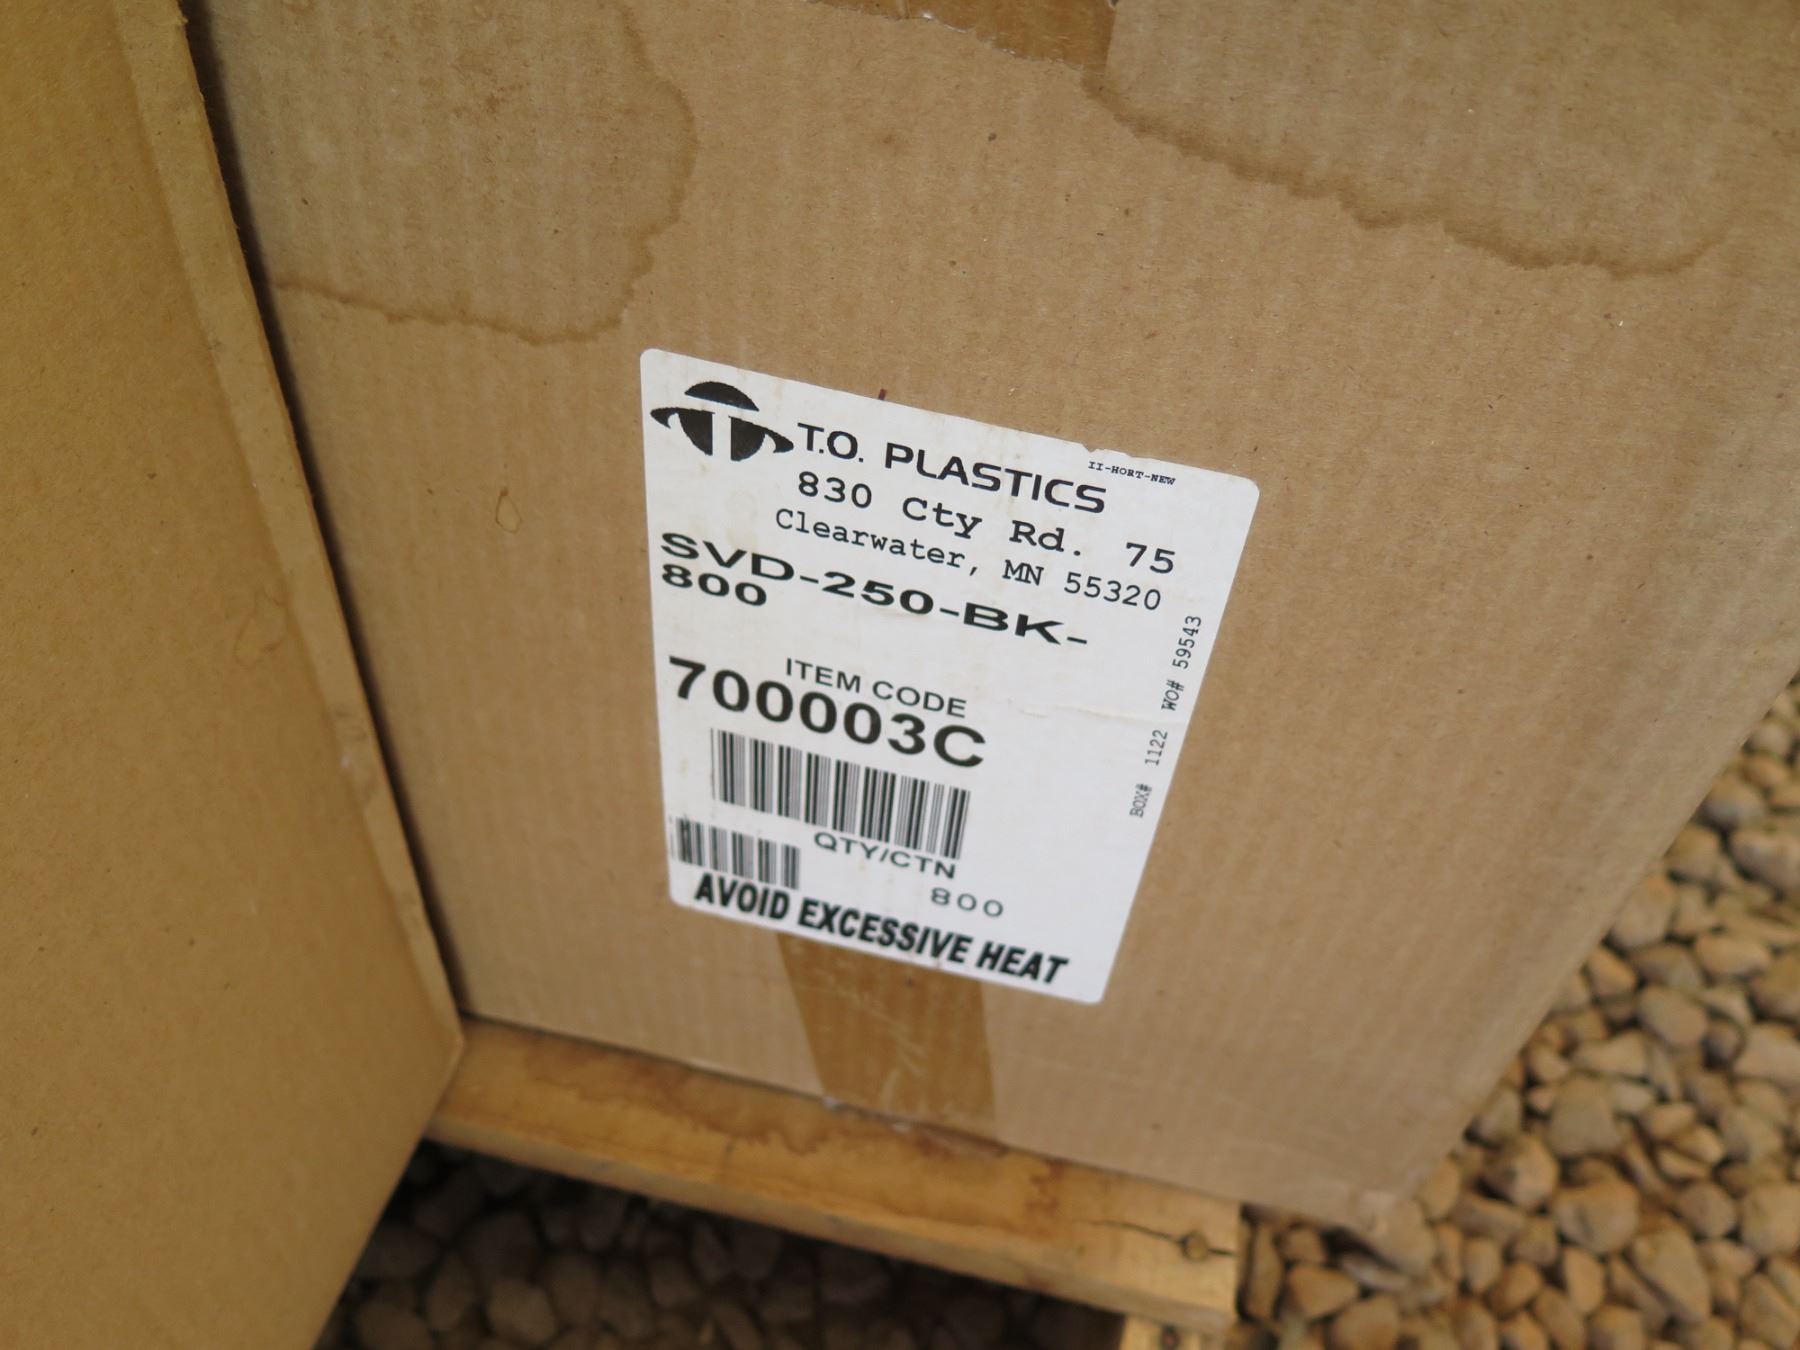 T.O. PLASTICS
II-HORT-NEW
830 Cty Rd. 75
Clearwater, MN 55320
SVD-250-BK-
800
ITEM CODE
700003C
QTY/CTN
800
AVOID EXCESSIVE HEAT
BOX# 1122 WO# 59543